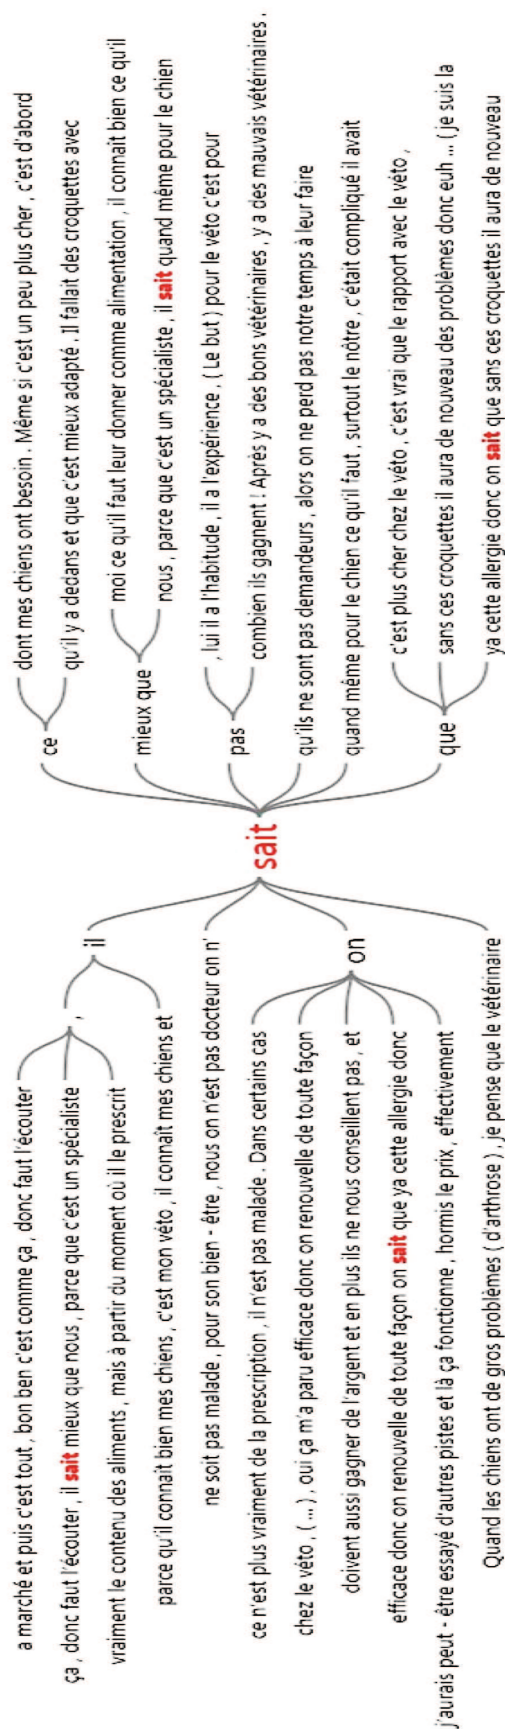 a marché et puis c'est tout , bon ben c'est comme ça , donc faut l'écouter
ça , donc faut l'écouter , il sait mieux que nous , parce que c'est un spécialiste
vraiment le contenu des aliments , mais à partir du moment où il le prescrit
,
parce qu'il connaît bien mes chiens , c'est mon véto , il connaît mes chiens et
il
ne soit pas malade , pour son bien - être , nous on n'est pas docteur on n'
ce n'est plus vraiment de la prescription , il n'est pas malade . Dans certains cas
chez le véto , ( ... ) , oui ça m'a paru efficace donc on renouvelle de toute façon
doivent aussi gagner de l'argent et en plus ils ne nous conseillent pas , et
efficace donc on renouvelle de toute façon on sait que ya cette allergie donc
j'aurais peut - être essayé d'autres pistes et là ça fonctionne , hormis le prix , effectivement
on
Quand les chiens ont de gros problèmes ( d'arthrose ) , je pense que le vétérinaire
sait
ce
dont mes chiens ont besoin . Même si c'est un peu plus cher , c'est d'abord
qu'il y a dedans et que c'est mieux adapté . Il fallait des croquettes avec
mieux que
moi ce qu'il faut leur donner comme alimentation , il connaît bien ce qu'il
nous , parce que c'est un spécialiste , il sait quand même pour le chien
pas
, lui il a l'habitude , il a l'expérience , ( Le but ) pour le véto c'est pour
combien ils gagnent ! Après y a des bons vétérinaires , y a des mauvais vétérinaires .
qu'ils ne sont pas demandeurs , alors on ne perd pas notre temps à leur faire
quand même pour le chien ce qu'il faut , surtout le nôtre , c'était compliqué il avait
que
c'est plus cher chez le véto , c'est vrai que le rapport avec le véto ,
sans ces croquettes il aura de nouveau des problèmes donc euh ... ( je suis la
ya cette allergie donc on sait que sans ces croquettes il aura de nouveau